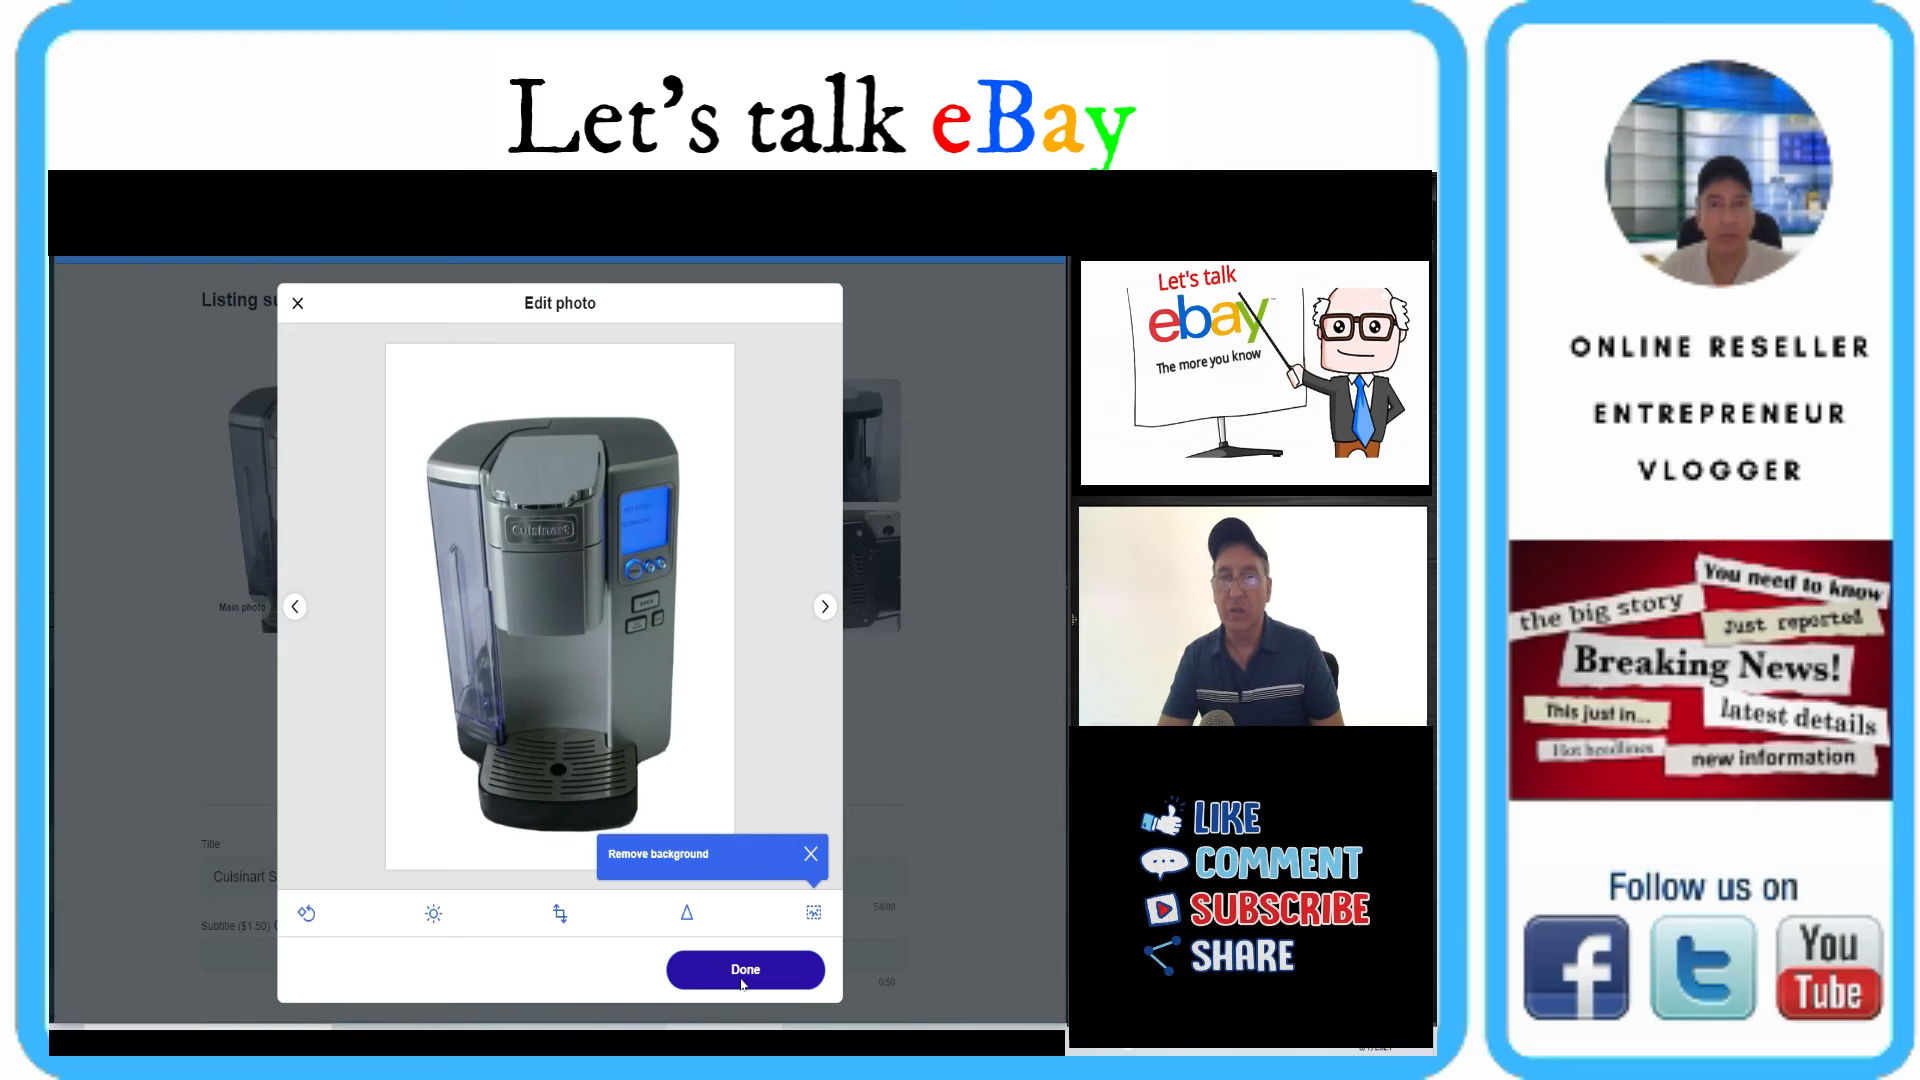 Let's talk eBay
Listing su
Edit photo
Main photo
Cuisinart
Remove background
Title
Cuisinart S
54/80
Subtitle ($1.50)
0/50
Done
Let's talk
ebay
The more you know
LIKE
COMMENT
SUBSCRIBE
SHARE
ONLINE RESELLER
ENTREPRENEUR
VLOGGER
You need to know
the big story
Just reported
Breaking News!
This just in...
latest details
Hot headlines
new information
Follow us on
f
t
You
Tube